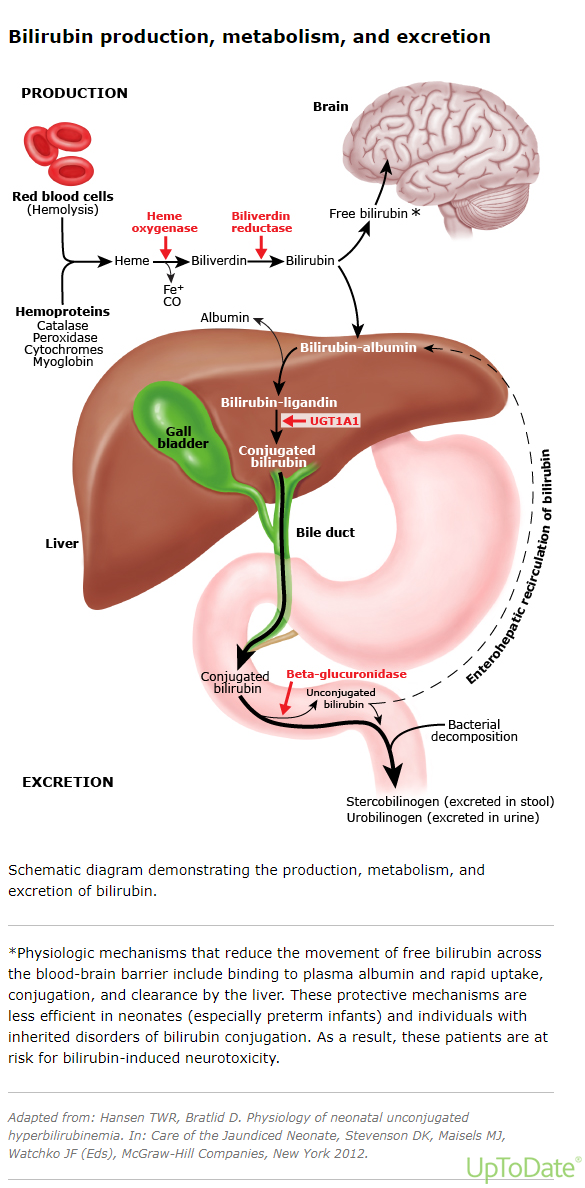 Bilirubin production, metabolism, and excretion
PRODUCTION
Brain
Red blood cells
(Hemolysis)
Free bilirubin *
Heme
oxygenase
Biliverdin
reductase
Heme
Biliverdin
Bilirubin
Fe⁺
CO
Hemoproteins
Catalase
Peroxidase
Cytochromes
Myoglobin
Albumin
Bilirubin-albumin
Bilirubin-ligandin
UGT1A1
Gall
bladder
Conjugated
bilirubin
Liver
Bile duct
Enterohepatic recirculation of bilirubin
Conjugated
bilirubin
Beta-glucuronidase
Unconjugated
bilirubin
Bacterial
decomposition
EXCRETION
Stercobilinogen (excreted in stool)
Urobilinogen (excreted in urine)
Schematic diagram demonstrating the production, metabolism, and
excretion of bilirubin.
*Physiologic mechanisms that reduce the movement of free bilirubin across
the blood-brain barrier include binding to plasma albumin and rapid uptake,
conjugation, and clearance by the liver. These protective mechanisms are
less efficient in neonates (especially preterm infants) and individuals with
inherited disorders of bilirubin conjugation. As a result, these patients are at
risk for bilirubin-induced neurotoxicity.
Adapted from: Hansen TWR, Bratlid D. Physiology of neonatal unconjugated
hyperbilirubinemia. In: Care of the Jaundiced Neonate, Stevenson DK, Maisels MJ,
Watchko JF (Eds), McGraw-Hill Companies, New York 2012.
UpToDate®